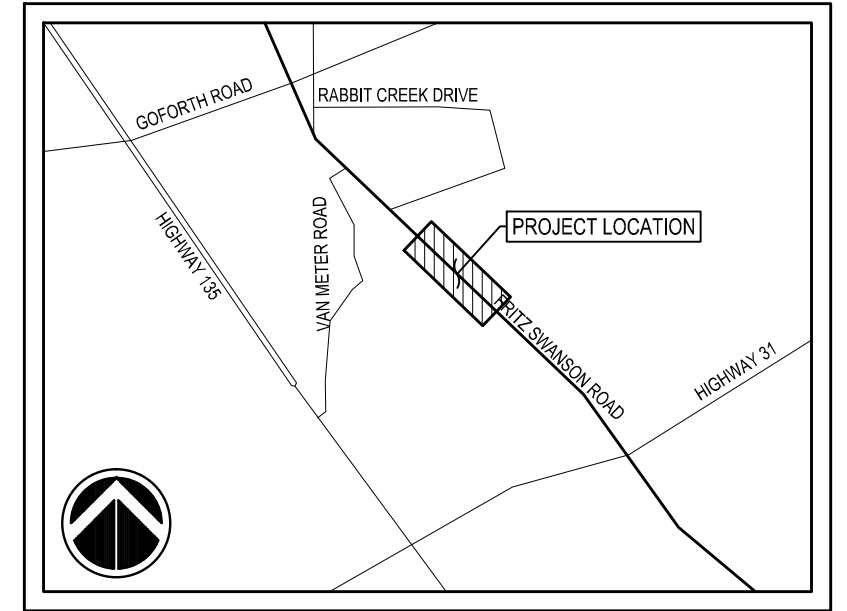 GOFORTH ROAD
RABBIT CREEK DRIVE
HIGHWAY 135
VAN METER ROAD
PROJECT LOCATION
FRITZ SWANSON ROAD
HIGHWAY 31